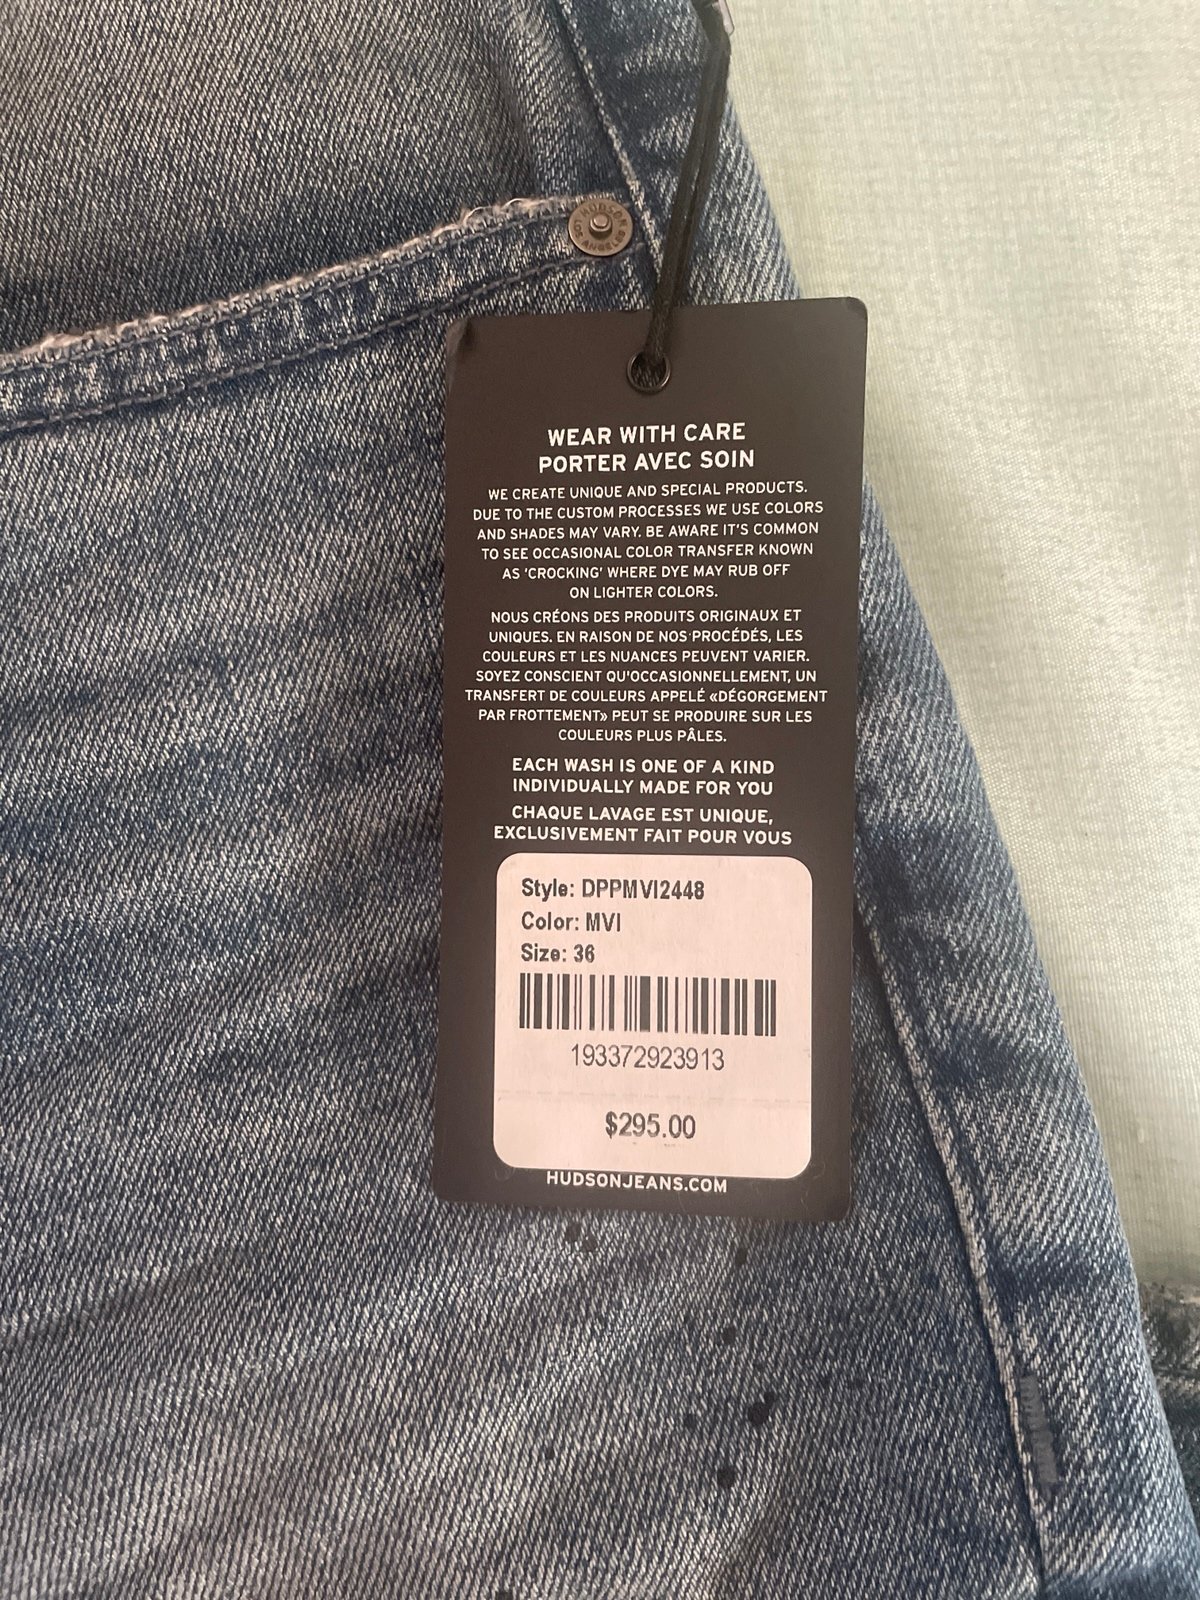 HUDSON
LOS ANGELES
WEAR WITH CARE
PORTER AVEC SOIN
WE CREATE UNIQUE AND SPECIAL PRODUCTS.
DUE TO THE CUSTOM PROCESSES WE USE COLORS
AND SHADES MAY VARY. BE AWARE IT'S COMMON
TO SEE OCCASIONAL COLOR TRANSFER KNOWN
AS 'CROCKING' WHERE DYE MAY RUB OFF
ON LIGHTER COLORS.
NOUS CRÉONS DES PRODUITS ORIGINAUX ET
UNIQUES. EN RAISON DE NOS PROCÉDÉS, LES
COULEURS ET LES NUANCES PEUVENT VARIER.
SOYEZ CONSCIENT QU'OCCASIONNELLEMENT, UN
TRANSFERT DE COULEURS APPELÉ «DÉGORGEMENT
PAR FROTTEMENT» PEUT SE PRODUIRE SUR LES
COULEURS PLUS PÂLES.
EACH WASH IS ONE OF A KIND
INDIVIDUALLY MADE FOR YOU
CHAQUE LAVAGE EST UNIQUE,
EXCLUSIVEMENT FAIT POUR VOUS
Style: DPPMVI2448
Color: MVI
Size: 36
193372923913
$295.00
HUDSONJEANS.COM